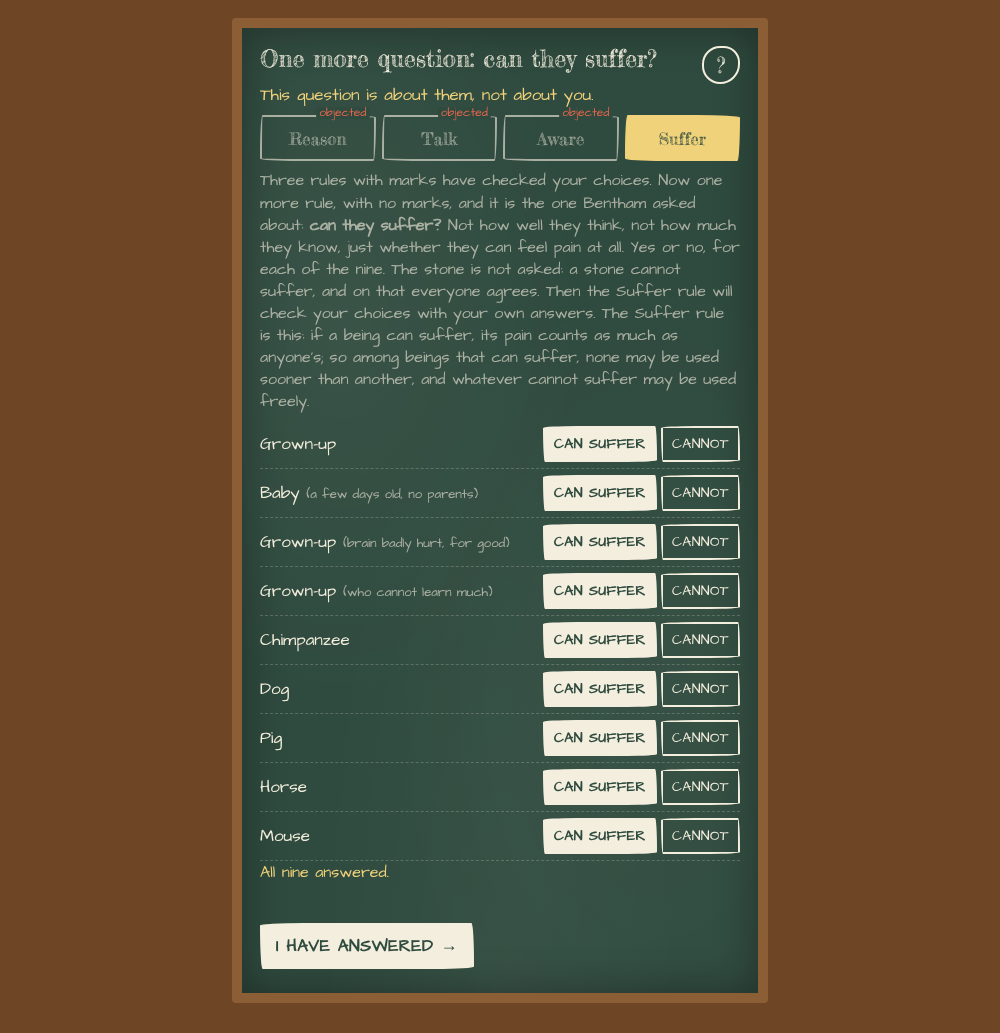 One more question: can they suffer?
?
This question is about them, not about you.
objected objected objected
Reason Talk Aware Suffer
Three rules with marks have checked your choices. Now one
more rule, with no marks, and it is the one Bentham asked
about: can they suffer? Not how well they think, not how much
they know, just whether they can feel pain at all. Yes or no, for
each of the nine. The stone is not asked: a stone cannot
suffer, and on that everyone agrees. Then the Suffer rule will
check your choices with your own answers. The Suffer rule
is this: if a being can suffer, its pain counts as much as
anyone's; so among beings that can suffer, none may be used
sooner than another, and whatever cannot suffer may be used
freely.
Grown-up CAN SUFFER CANNOT
Baby (a few days old, no parents) CAN SUFFER CANNOT
Grown-up (brain badly hurt, for good) CAN SUFFER CANNOT
Grown-up (who cannot learn much) CAN SUFFER CANNOT
Chimpanzee CAN SUFFER CANNOT
Dog CAN SUFFER CANNOT
Pig CAN SUFFER CANNOT
Horse CAN SUFFER CANNOT
Mouse CAN SUFFER CANNOT
All nine answered.
I HAVE ANSWERED →